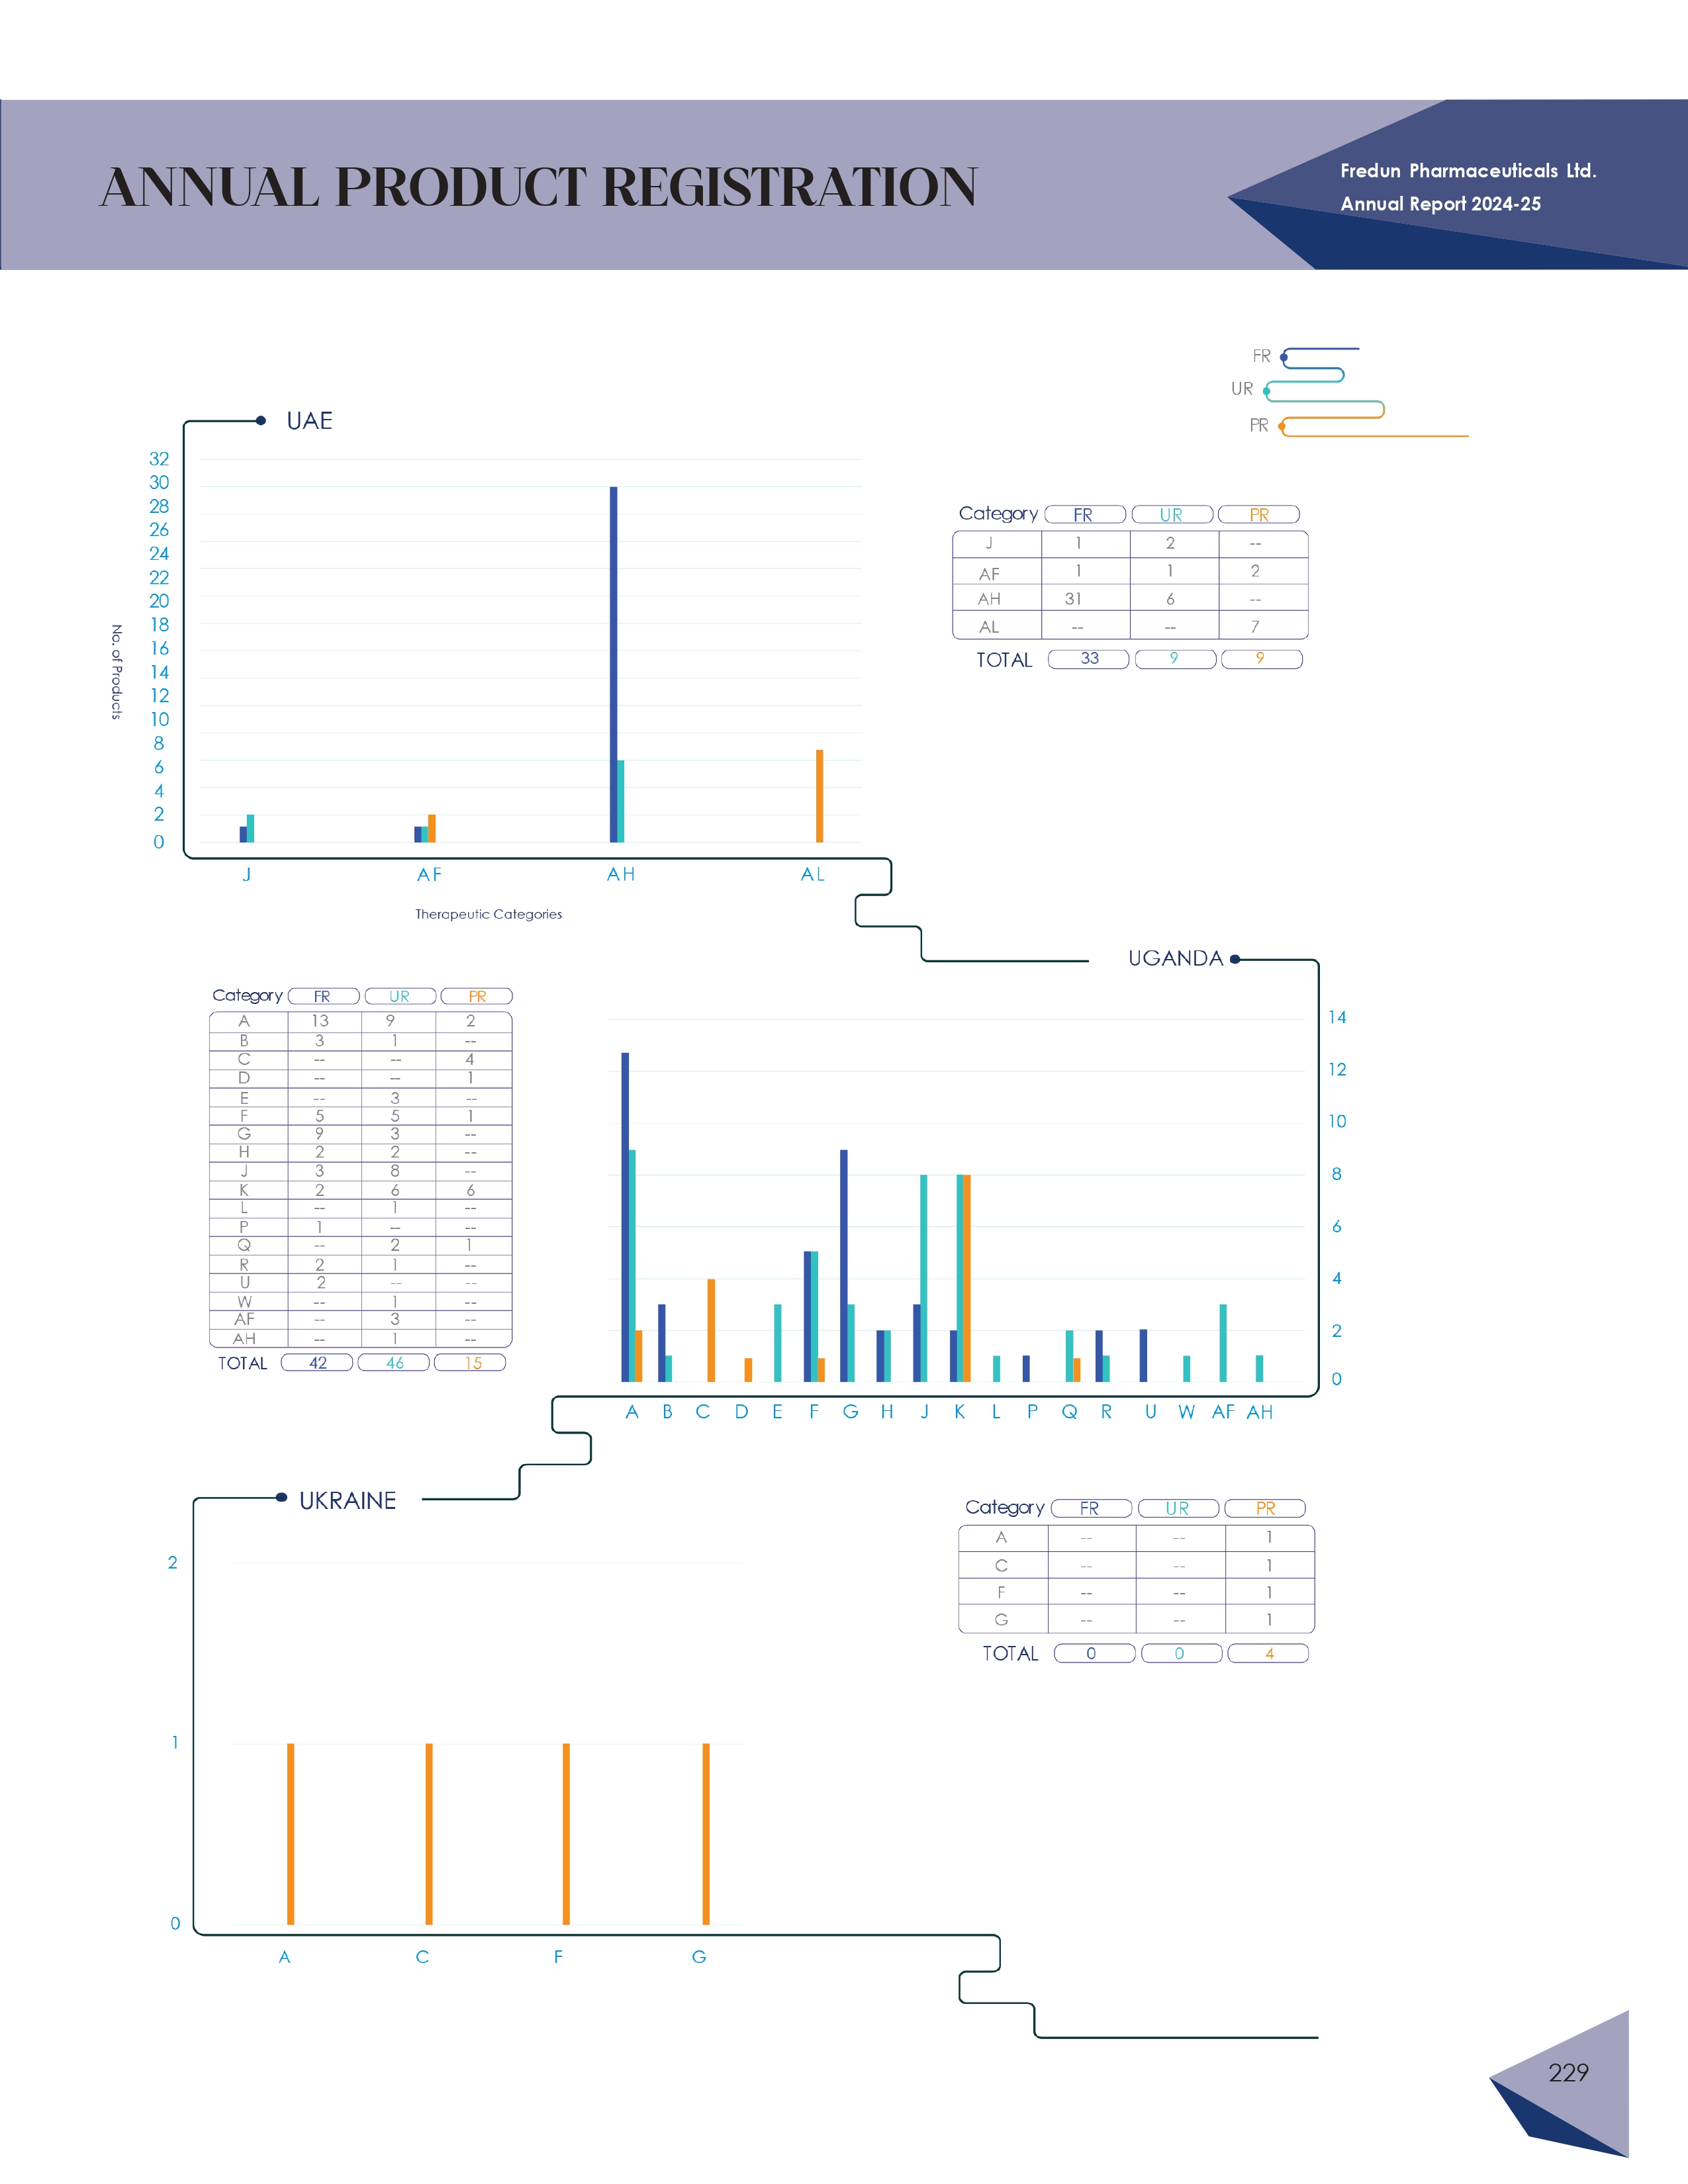 ANNUAL PRODUCT REGISTRATION
Fredun Pharmaceuticals Ltd.
Annual Report 2024-25
FR
UR
PR
UAE
32
30
28
26
24
22
20
18
16
14
12
10
8
6
4
2
0
No. of Products
J AF AH AL
Therapeutic Categories
Category FR UR PR
J 1 2 --
AF 1 1 2
AH 31 6 --
AL -- -- 7
TOTAL 33 9 9
UGANDA
Category FR UR PR
A 13 9 2
B 3 1 --
C -- -- 4
D -- -- 1
E -- 3 --
F 5 5 1
G 9 3 --
H 2 2 --
J 3 8 --
K 2 6 6
L -- 1 --
P 1 -- --
Q -- 2 1
R 2 1 --
U 2 -- --
W -- 1 --
AF -- 3 --
AH -- 1 --
TOTAL 42 46 15
14
12
10
8
6
4
2
0
A B C D E F G H J K L P Q R U W AF AH
UKRAINE
2
1
0
A C F G
Category FR UR PR
A -- -- 1
C -- -- 1
F -- -- 1
G -- -- 1
TOTAL 0 0 4
229